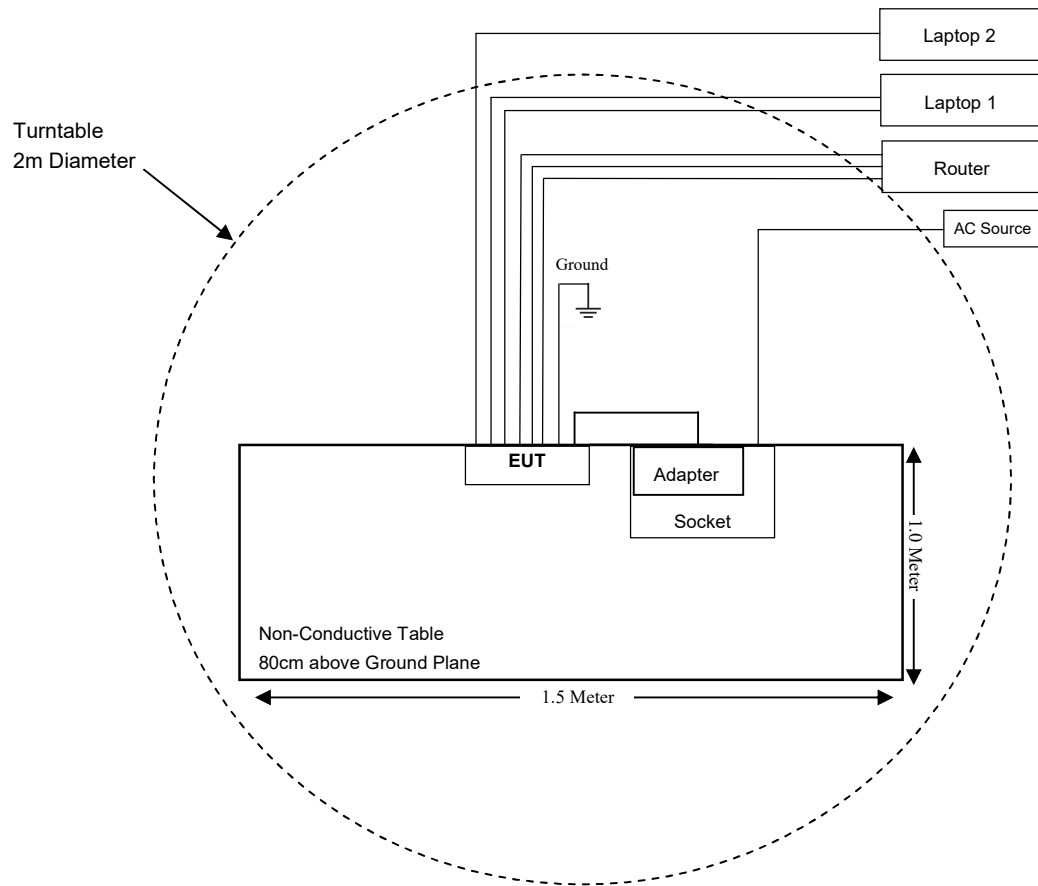 Laptop 2
Laptop 1
Turntable
2m Diameter
Router
AC Source
Ground
EUT
Adapter
Socket
1.0 Meter
Non-Conductive Table
80cm above Ground Plane
1.5 Meter